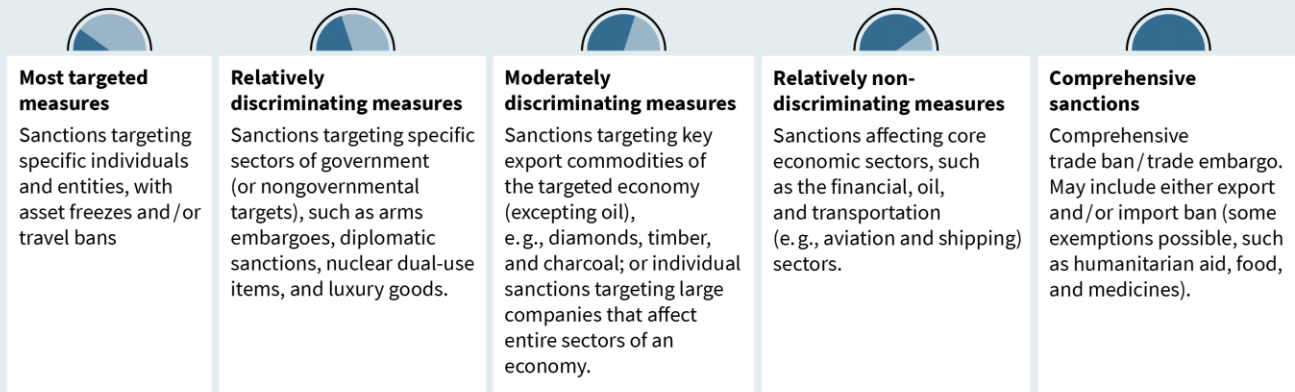 Most targeted
measures
Sanctions targeting
specific individuals
and entities, with
asset freezes and/or
travel bans
Relatively
discriminating measures
Sanctions targeting specific
sectors of government
(or nongovernmental
targets), such as arms
embargoes, diplomatic
sanctions, nuclear dual-use
items, and luxury goods.
Moderately
discriminating measures
Sanctions targeting key
export commodities of
the targeted economy
(excepting oil),
e.g., diamonds, timber,
and charcoal; or individual
sanctions targeting large
companies that affect
entire sectors of an
economy.
Relatively non-
discriminating measures
Sanctions affecting core
economic sectors, such
as the financial, oil,
and transportation
(e.g., aviation and shipping)
sectors.
Comprehensive
sanctions
Comprehensive
trade ban/trade embargo.
May include either export
and/or import ban (some
exemptions possible, such
as humanitarian aid, food,
and medicines).